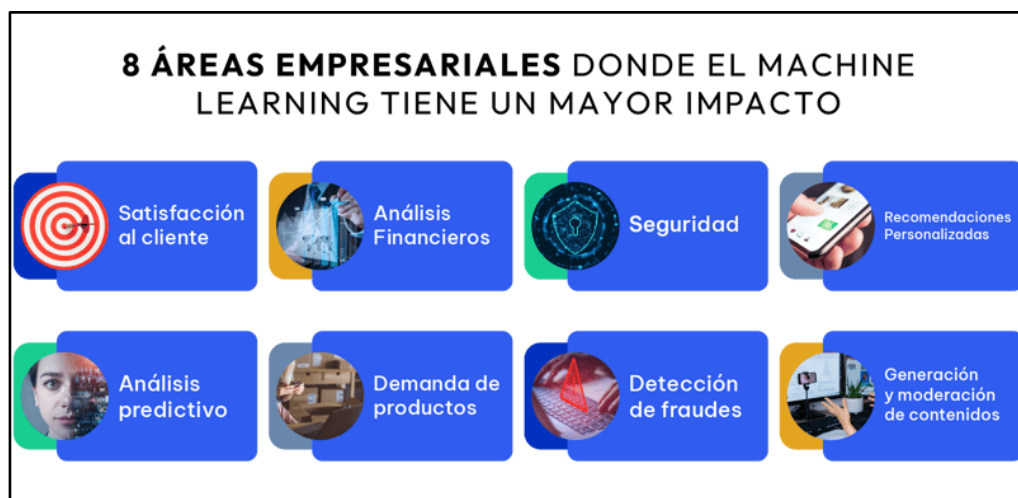 8 ÁREAS EMPRESARIALES DONDE EL MACHINE
LEARNING TIENE UN MAYOR IMPACTO
Satisfacción
al cliente
Análisis
Financieros
Seguridad
Recomendaciones
Personalizadas
Análisis
predictivo
Demanda de
productos
Detección
de fraudes
Generación
y moderación
de contenidos